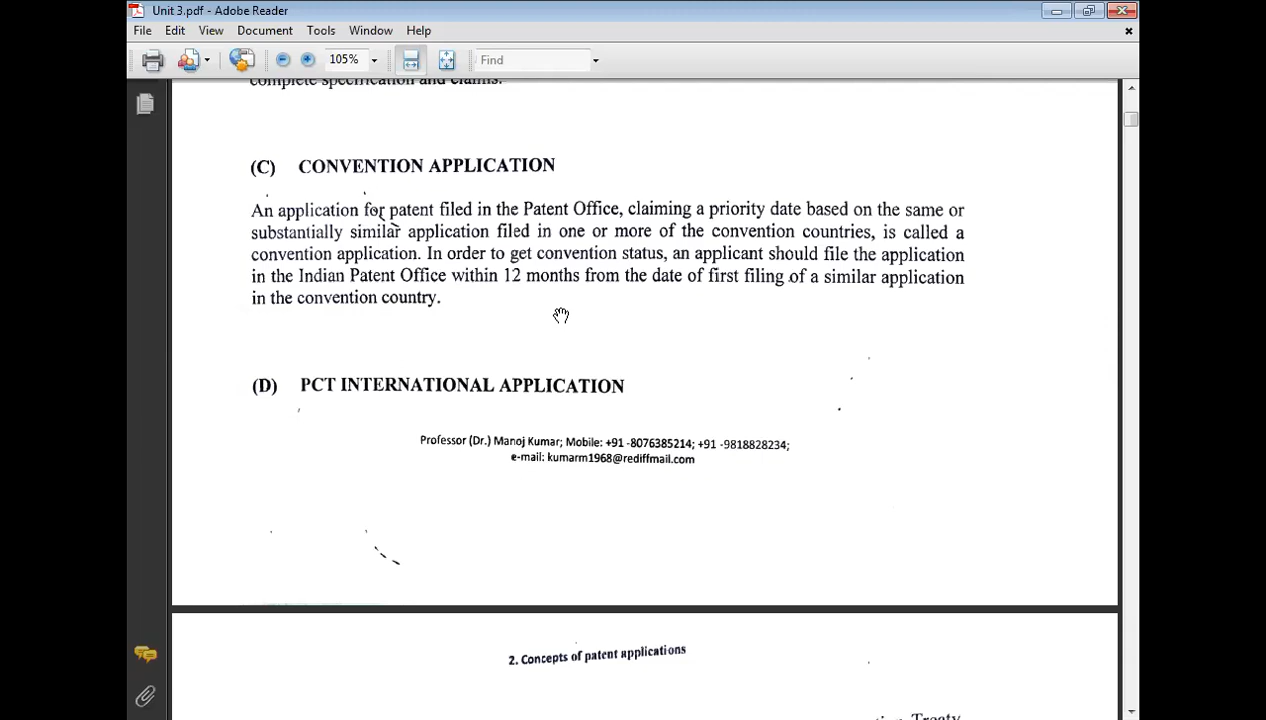 Unit 3.pdf - Adobe Reader
File Edit View Document Tools Window Help
105% Find
complete specification and claims.
(C) CONVENTION APPLICATION
An application for patent filed in the Patent Office, claiming a priority date based on the same or
substantially similar application filed in one or more of the convention countries, is called a
convention application. In order to get convention status, an applicant should file the application
in the Indian Patent Office within 12 months from the date of first filing of a similar application
in the convention country.
(D) PCT INTERNATIONAL APPLICATION
Professor (Dr.) Manoj Kumar; Mobile: +91 -8076385214; +91 -9818828234;
e-mail: kumarm1968@rediffmail.com
2. Concepts of patent applications
Treaty